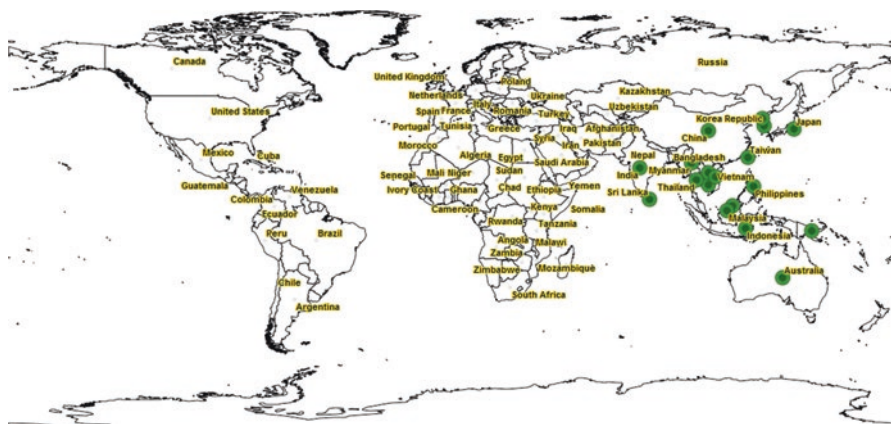 Canada
Russia
United Kingdom
Poland
Netherlands
Ukraine
Kazakhstan
United States
Italy
Romania
Uzbekistan
Spain
France
Turkey
Korea Republic
Japan
Portugal
Tunisia
Greece
Iraq
Afghanistan
China
Syria
Iran
Pakistan
Morocco
Taiwan
Mexico
Cuba
Algeria
Egypt
Saudi Arabia
Nepal
Bangladesh
Senegal
Mali
Niger
Sudan
India
Myanmar
Vietnam
Guatemala
Venezuela
Ivory Coast
Ghana
Chad
Ethiopia
Yemen
Sri Lanka
Thailand
Philippines
Colombia
Cameroon
Kenya
Somalia
Ecuador
Rwanda
Tanzania
Malaysia
Peru
Brazil
Angola
Malawi
Indonesia
Zambia
Zimbabwe
Mozambique
Australia
Chile
South Africa
Argentina